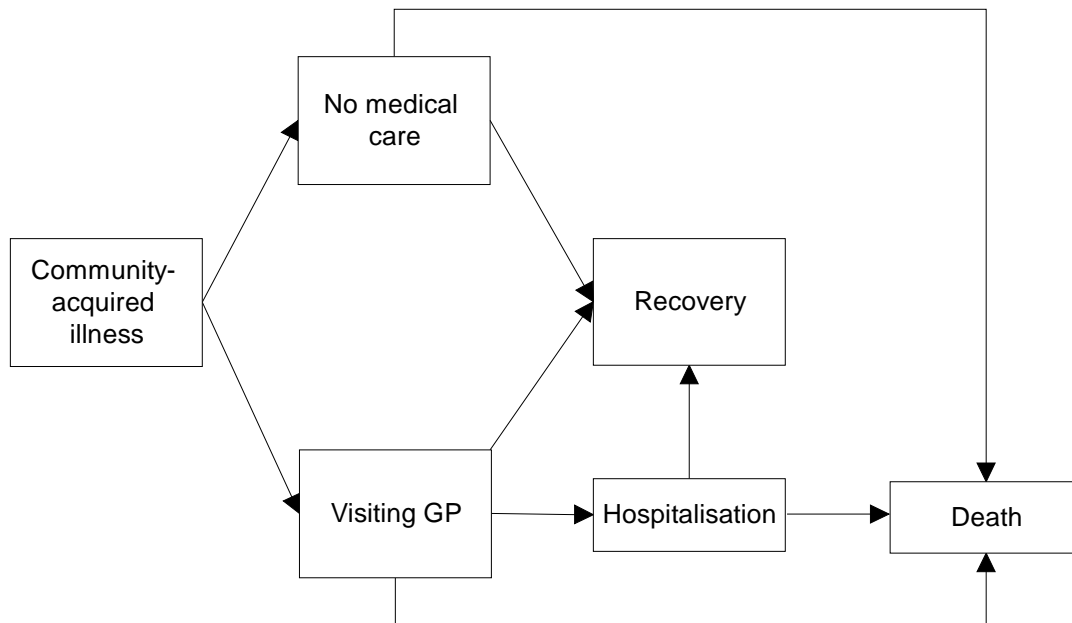 No medical
care
Community-
acquired
illness
Recovery
Visiting GP
Hospitalisation
Death